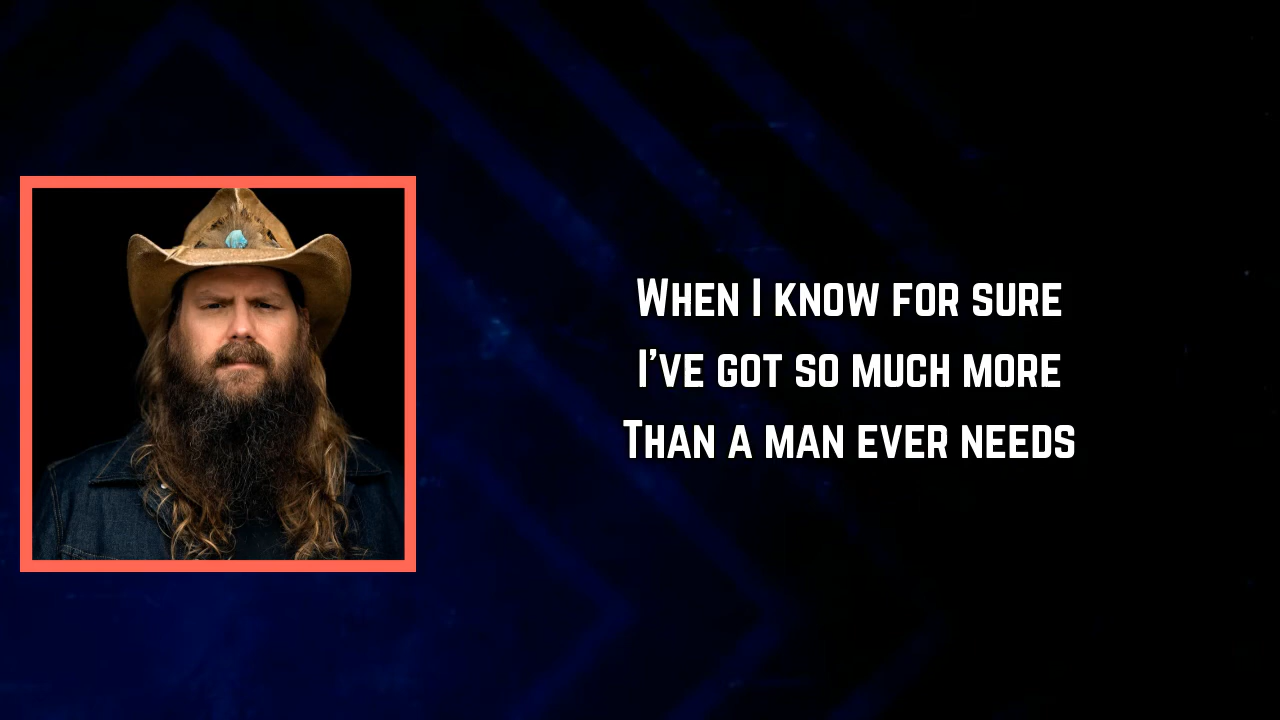 When I know for sure
I've got so much more
Than a man ever needs